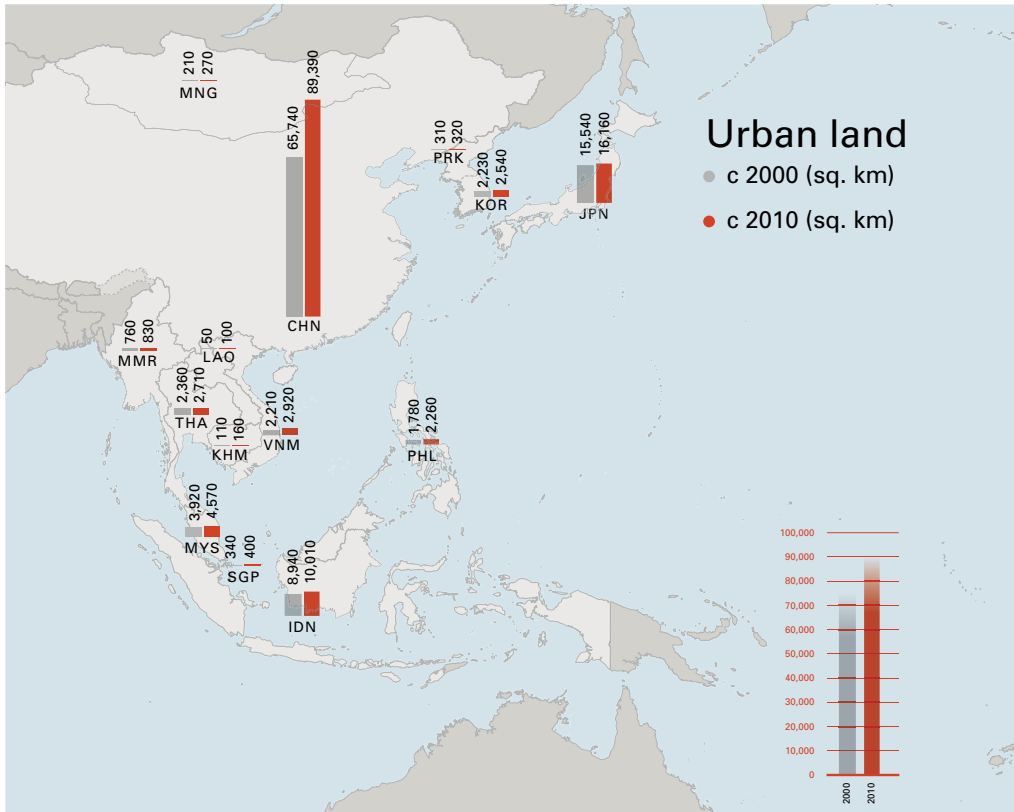 Urban land
c 2000 (sq. km)
c 2010 (sq. km)
210
270
MNG
65,740
89,390
CHN
310
320
PRK
2,230
2,540
KOR
15,540
16,160
JPN
760
830
MMR
50
100
LAO
2,360
2,710
THA
110
160
KHM
2,210
2,920
VNM
1,780
2,260
PHL
3,920
4,570
MYS
340
400
SGP
8,940
10,010
IDN
100,000
90,000
80,000
70,000
60,000
50,000
40,000
30,000
20,000
10,000
0
2000
2010